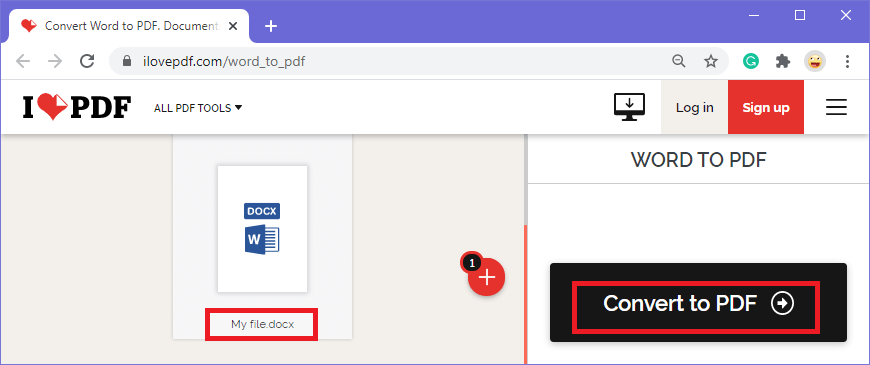 Convert Word to PDF. Document
ilovepdf.com/word_to_pdf
I PDF
ALL PDF TOOLS
Log in
Sign up
WORD TO PDF
DOCX
W
1
My file.docx
Convert to PDF